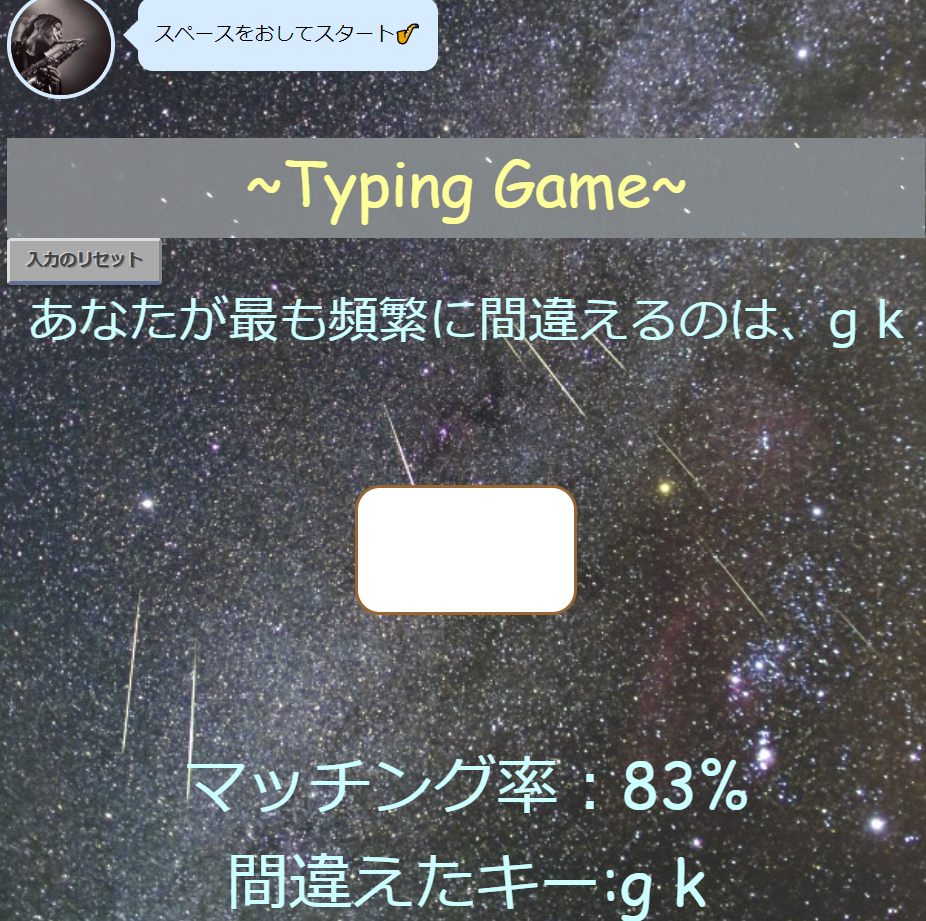 スペースをおしてスタート🎷
~Typing Game~
入力のリセット
あなたが最も頻繁に間違えるのは、g k
マッチング率：83%
間違えたキー:g k